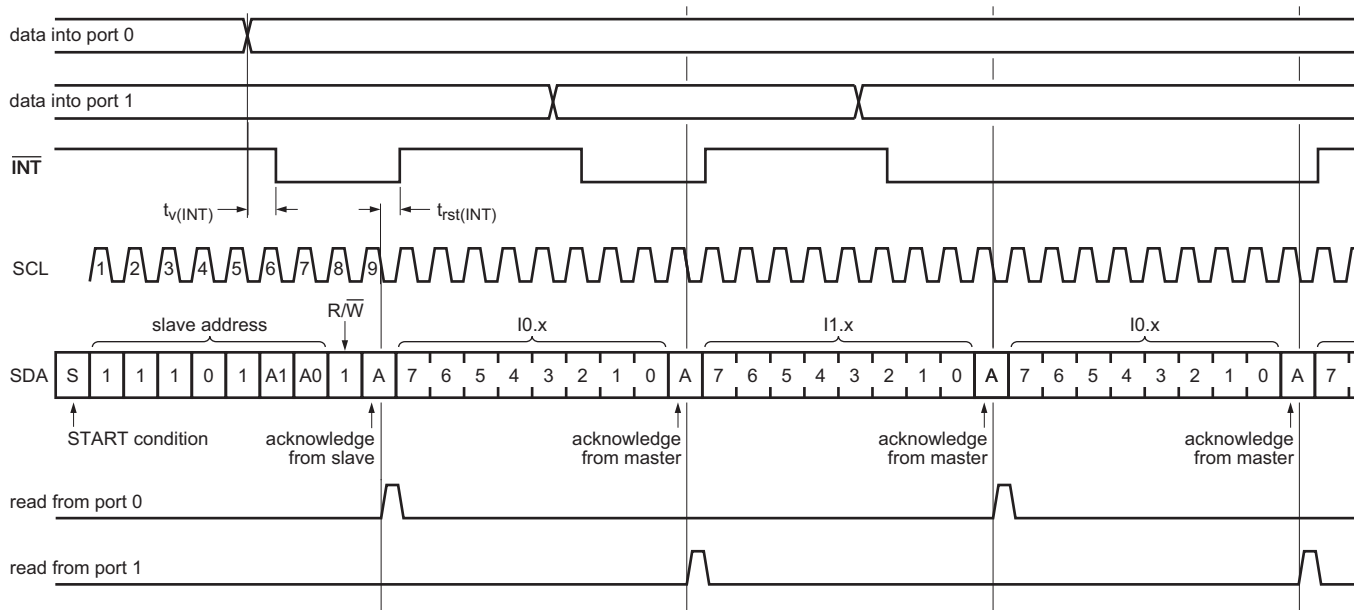 data into port 0
data into port 1
INT
tv(INT) trst(INT)
SCL 1 2 3 4 5 6 7 8 9
R/W
slave address I0.x I1.x I0.x
SDA S 1 1 1 0 1 A1 A0 1 A 7 6 5 4 3 2 1 0 A 7 6 5 4 3 2 1 0 A 7 6 5 4 3 2 1 0 A 7
START condition acknowledge acknowledge acknowledge acknowledge
from slave from master from master from master
read from port 0
read from port 1